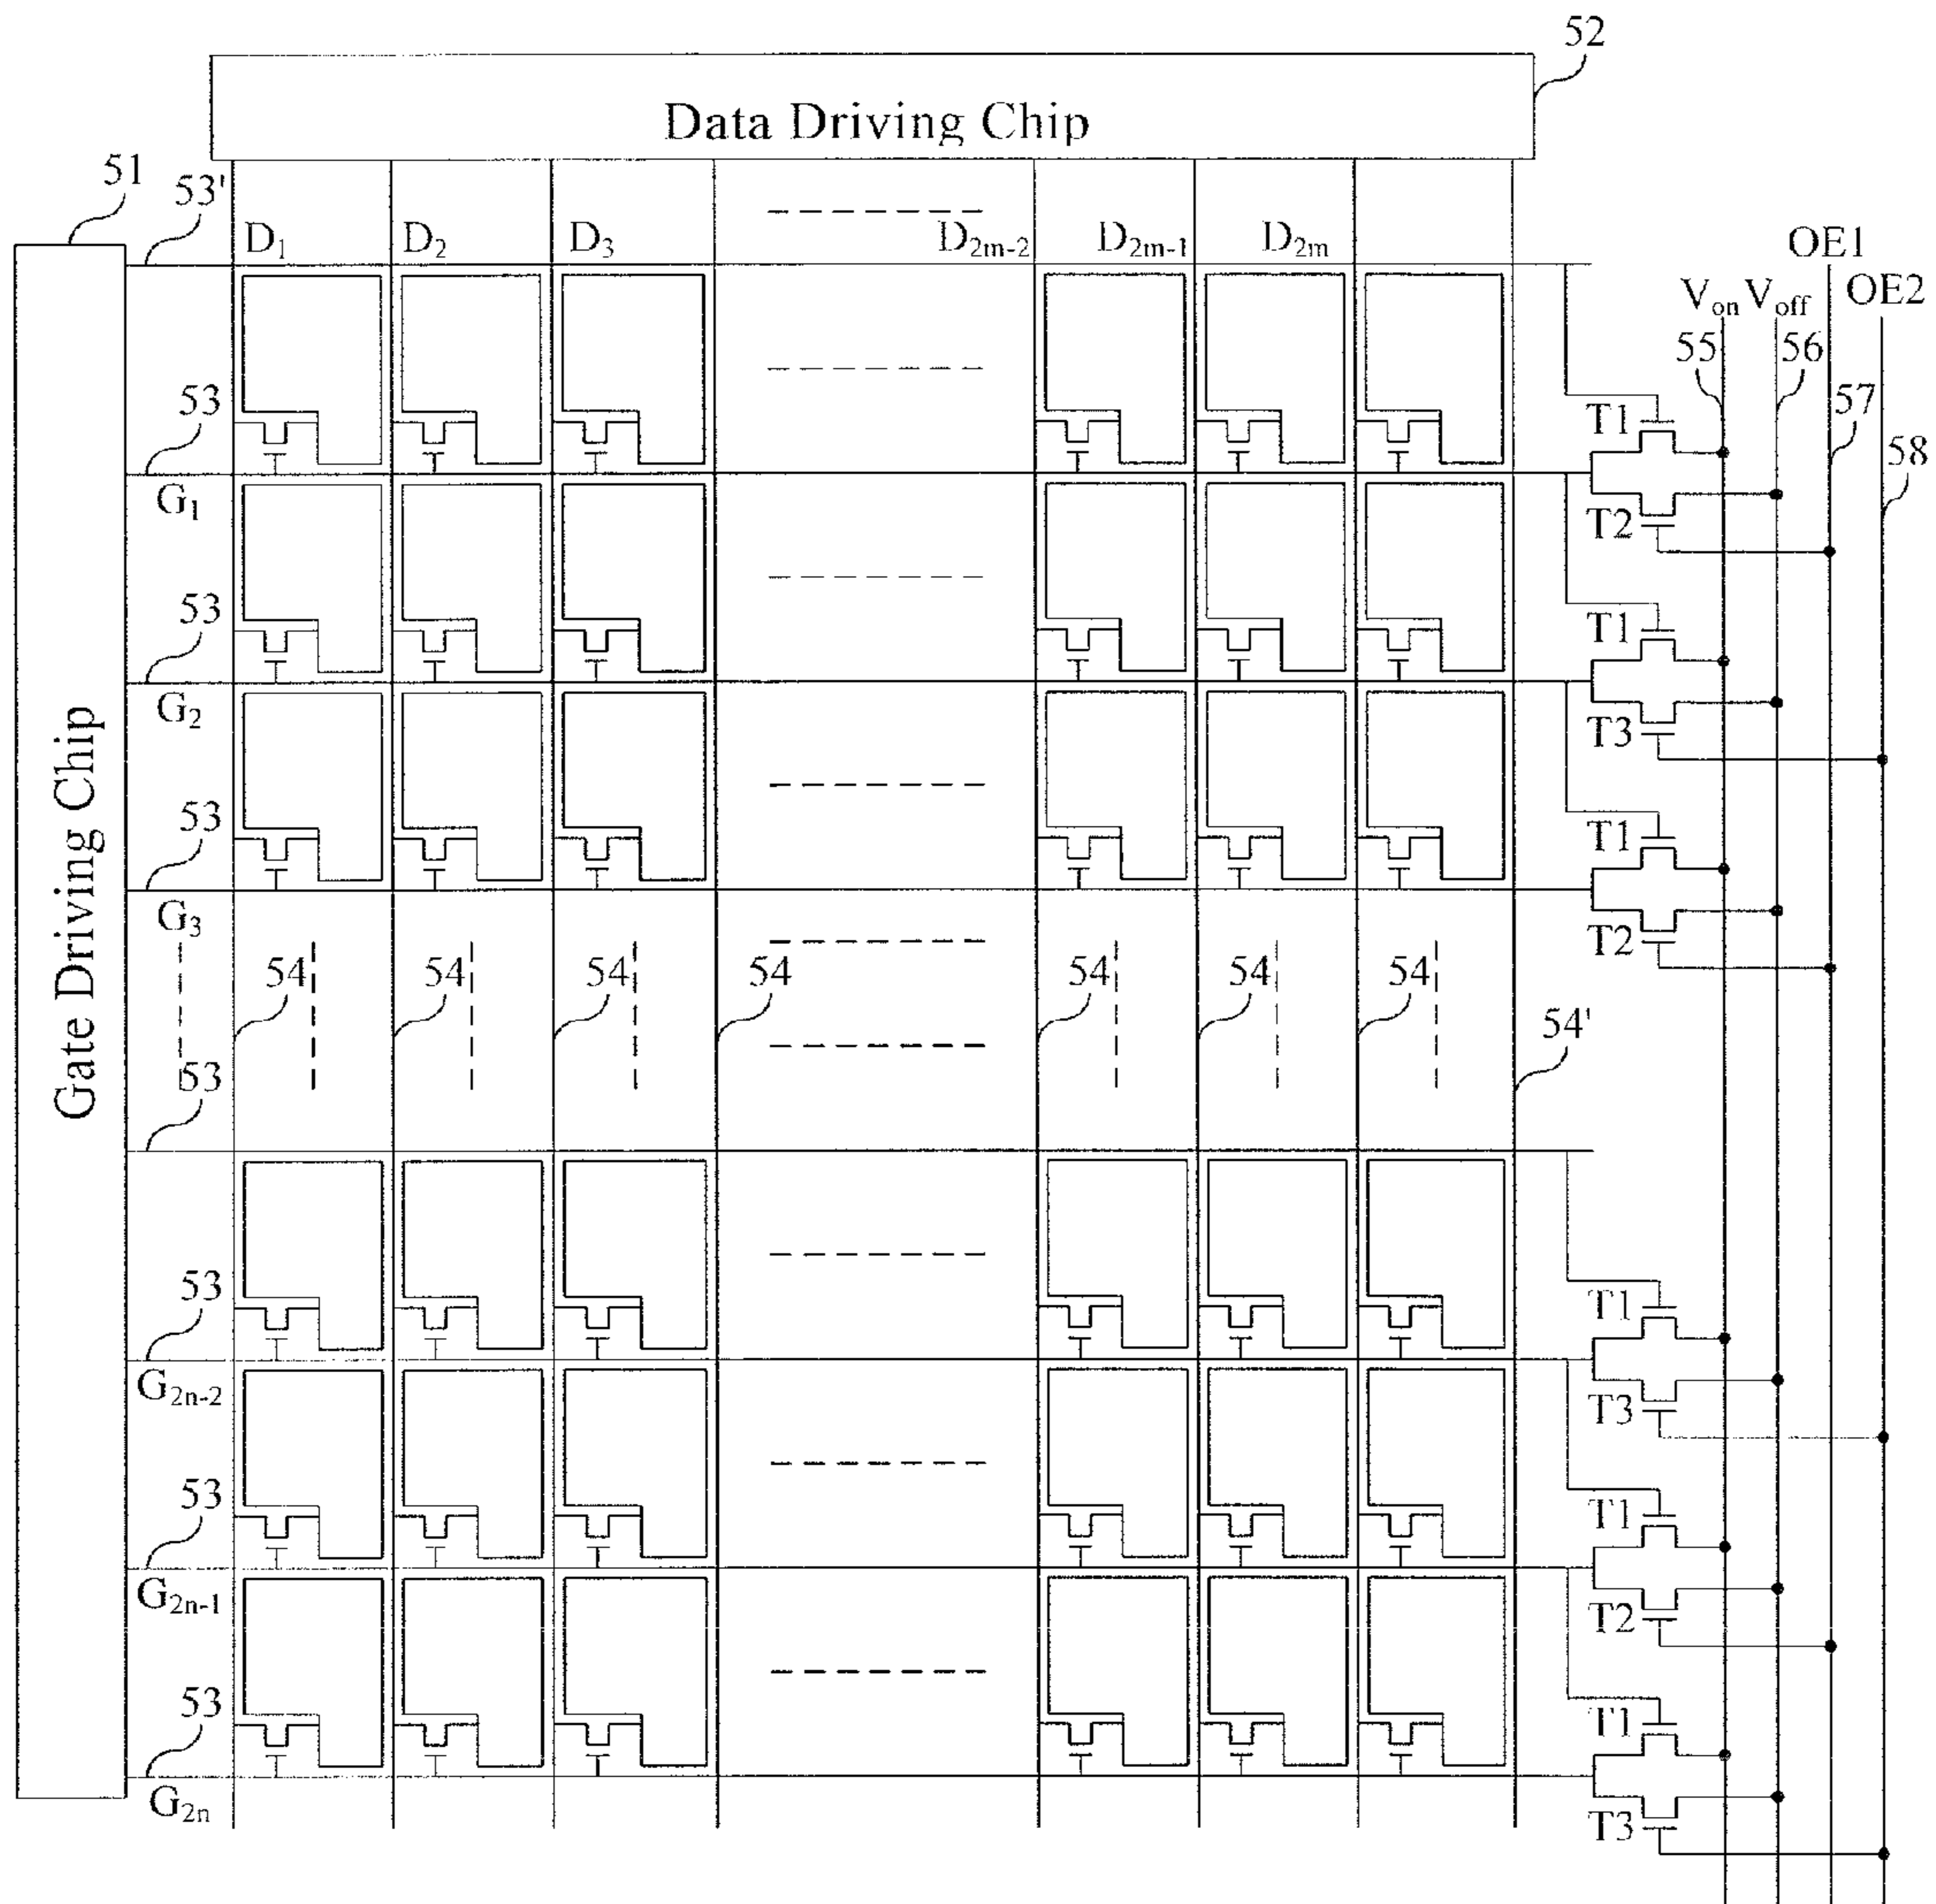 52
Data Driving Chip
51
53'
D1 D2 D3 D2m-2 D2m-1 D2m
OE1
Von Voff OE2
55 56
57
53
T1
58
G1
T2
53
T1
G2
T3
53
T1
G3
T2
Gate Driving Chip
54 54 54 54 54 54 54
54'
53
53
T1
G2n-2
T3
53
T1
G2n-1
T2
53
T1
G2n
T3